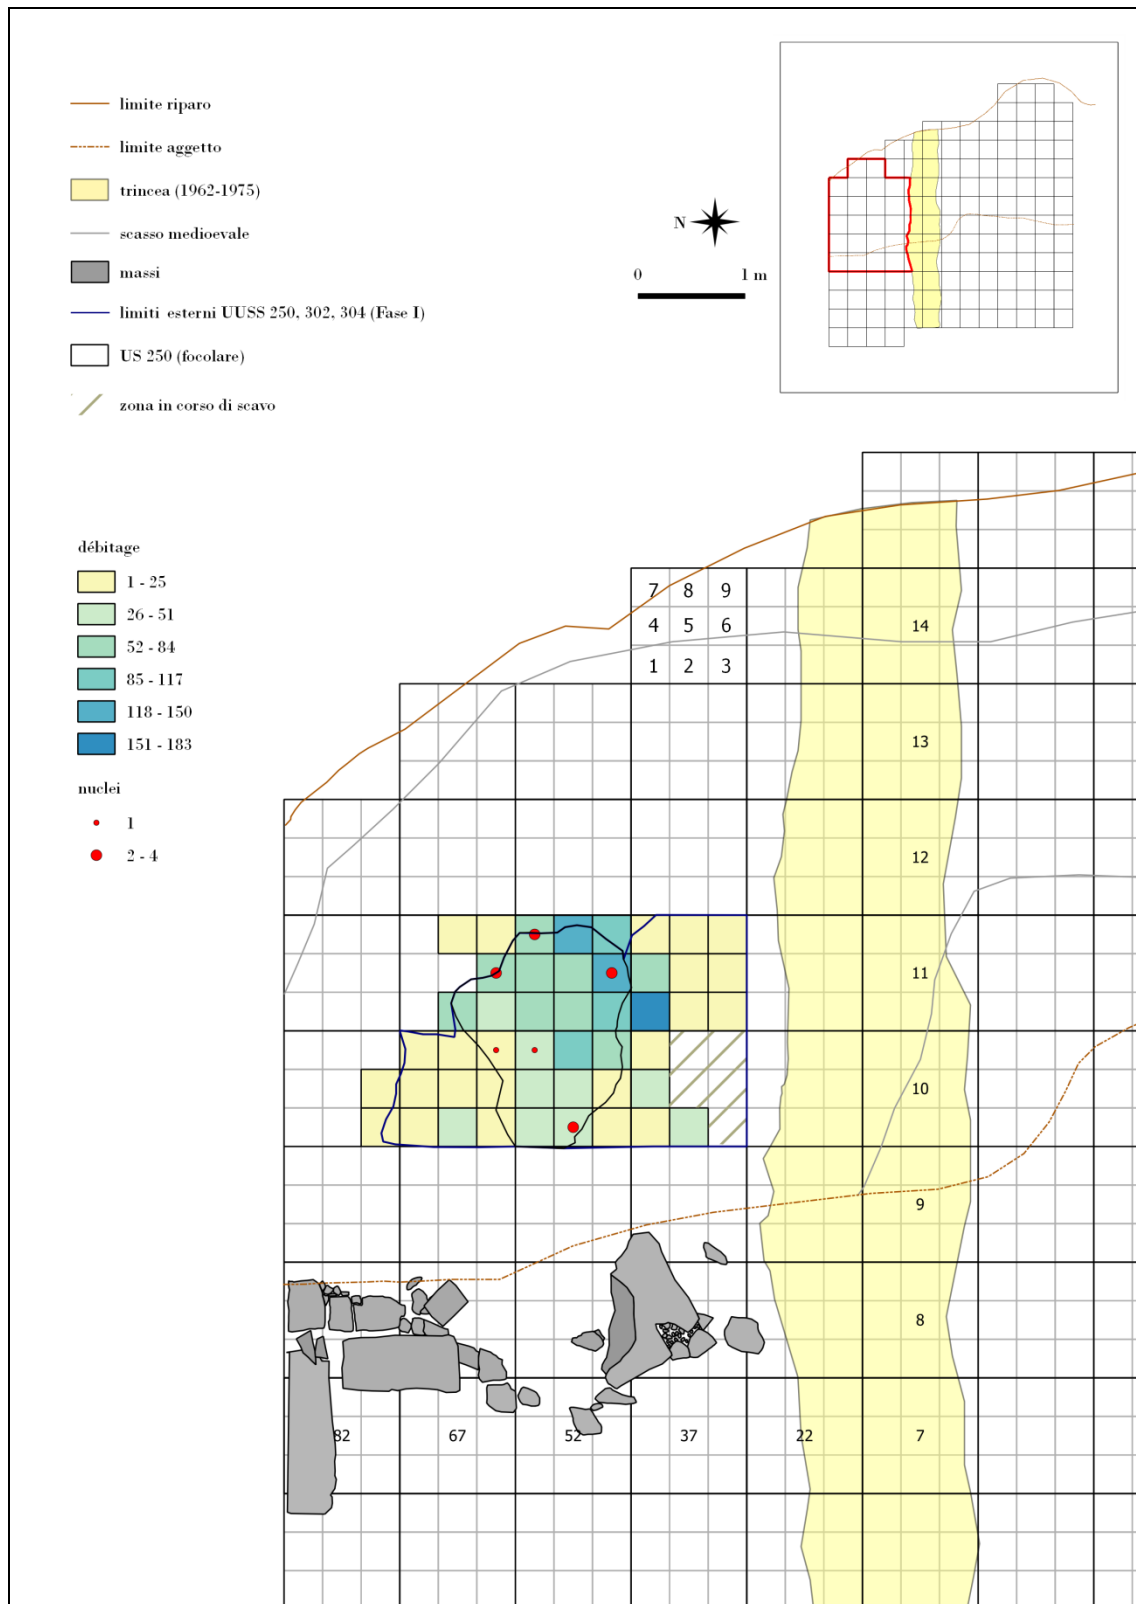 limite riparo
limite aggetto
trincea (1962-1975)
scasso medioevale
massi
limiti esterni UUSS 250, 302, 304 (Fase I)
US 250 (focolare)
zona in corso di scavo
N
0 1 m
débitage
1 - 25
26 - 51
52 - 84
85 - 117
118 - 150
151 - 183
nuclei
1
2 - 4
7 8 9
4 5 6
1 2 3
14
13
12
11
10
9
8
82 67 52 37 22 7